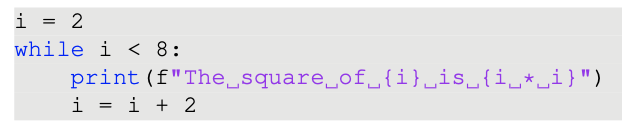 i = 2
while i < 8:
    print(f"The␣square␣of␣{i}␣is␣{i␣*␣i}")
    i = i + 2